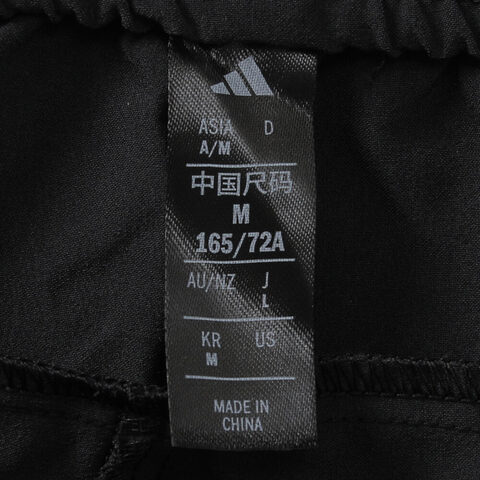 ASIA D
A/M
中国尺码
M
165/72A
AU/NZ J
L
KR US
M
MADE IN
CHINA